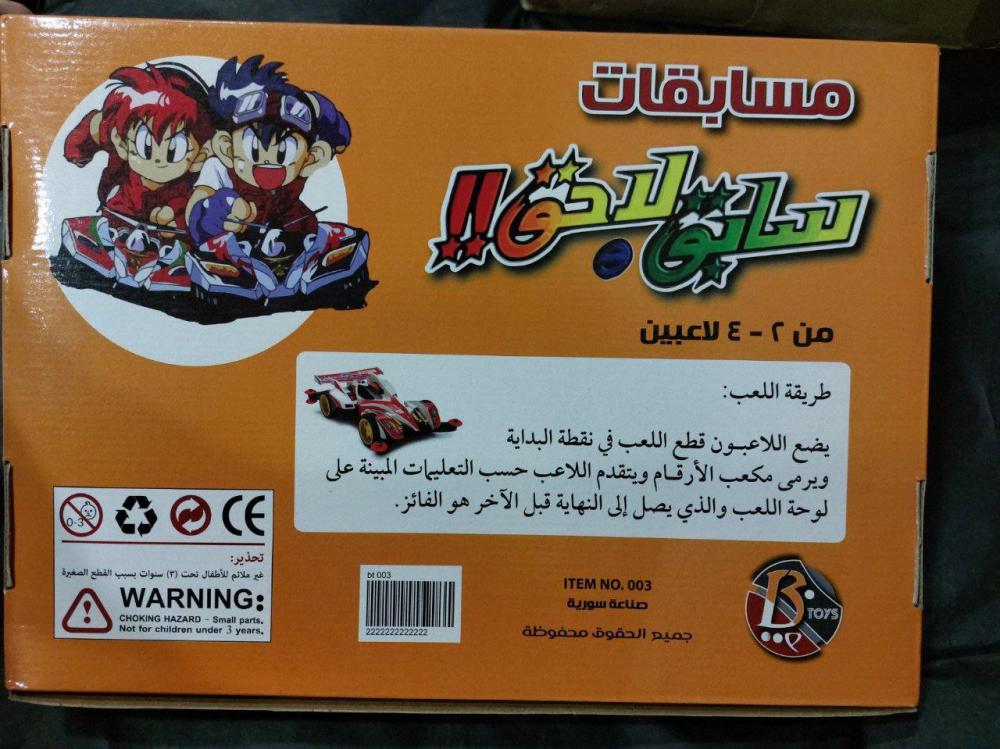 مسابقات
سابق لاحق!!
من ٢ - ٤ لاعبين
طريقة اللعب:
يضع اللاعبون قطع اللعب في نقطة البداية
ويرمى مكعب الأرقام ويتقدم اللاعب حسب التعليمات المبينة على
لوحة اللعب والذي يصل إلى النهاية قبل الآخر هو الفائز.
0-3
CE
تحذير:
غير ملائم للأطفال تحت (٣) سنوات بسبب القطع الصغيرة
WARNING:
CHOKING HAZARD - Small parts.
Not for children under 3 years.
bt 003
2222222222222
ITEM NO. 003
صناعة سورية
جميع الحقوق محفوظة
B
TOYS